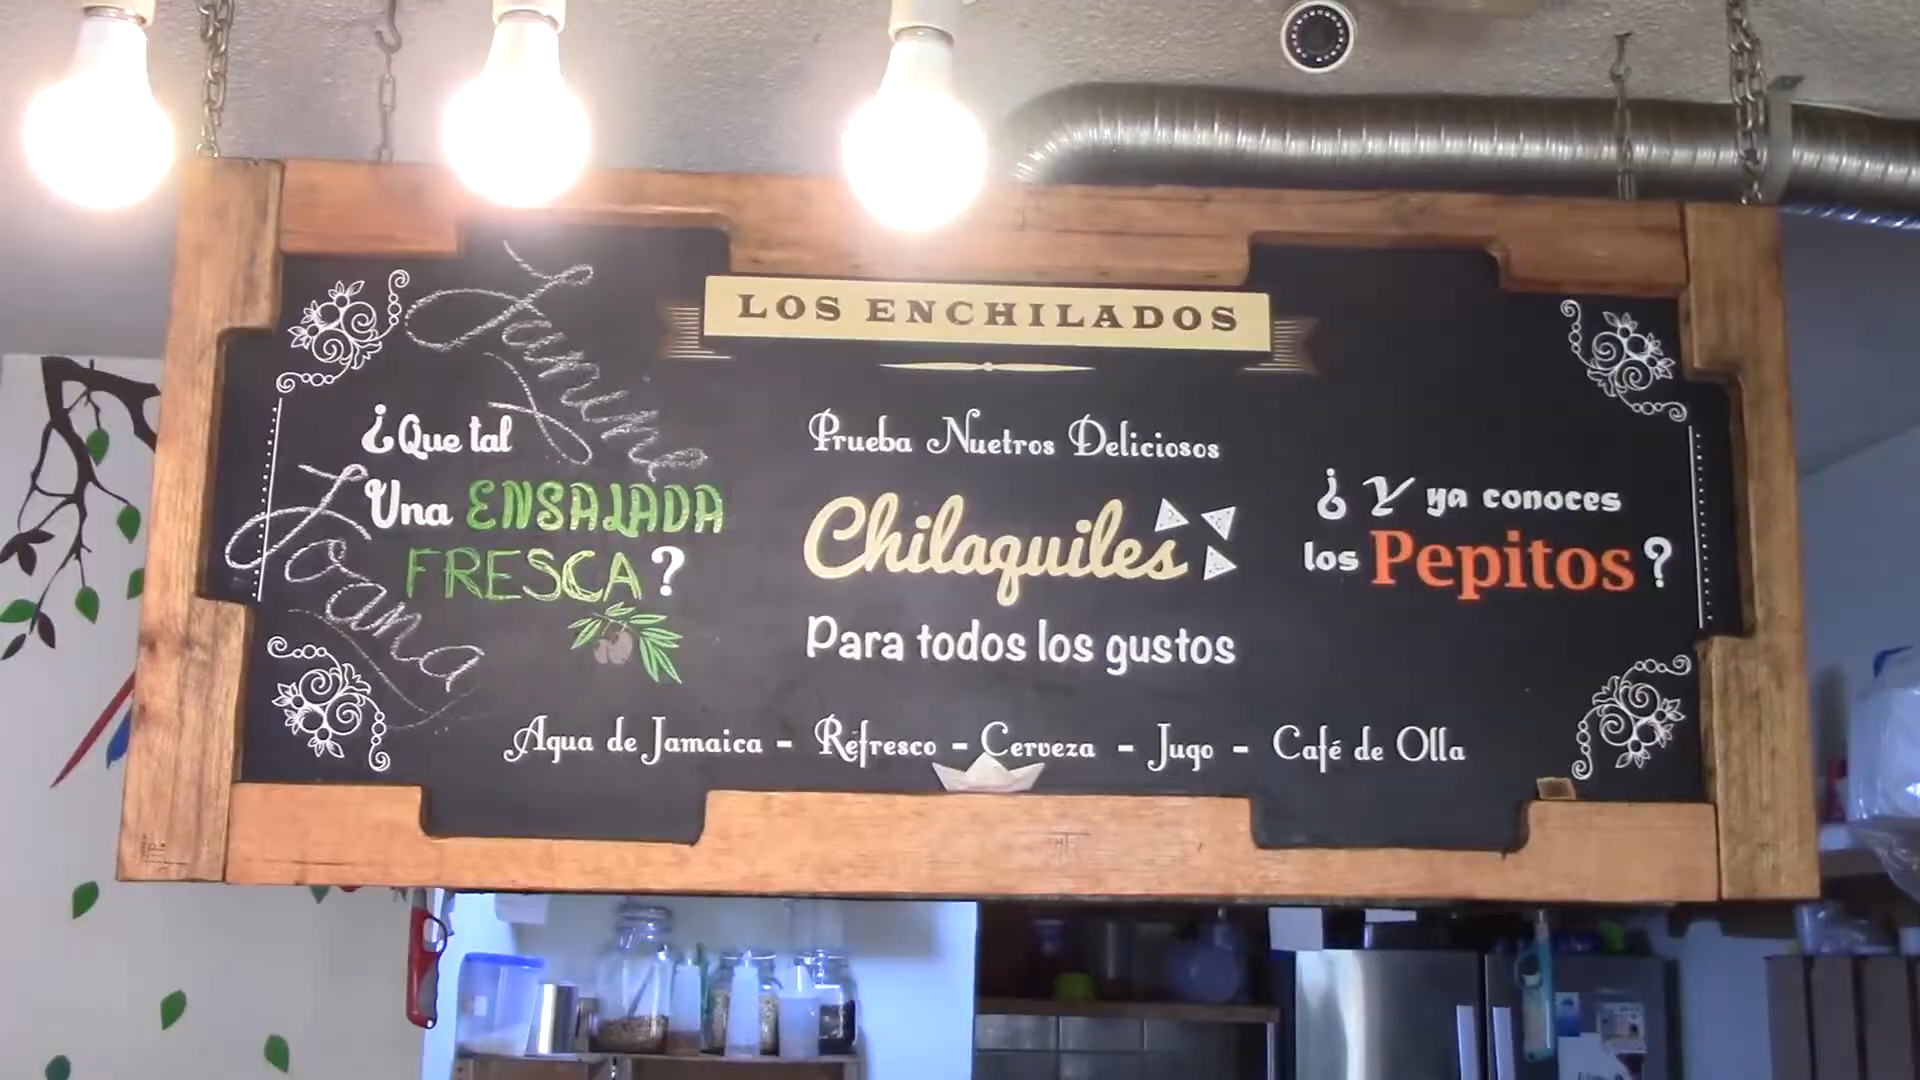 LOS ENCHILADOS
Janine
¿Que tal
Una ENSALADA
FRESCA?
Joana
Prueba Nuetros Deliciosos
Chilaquiles
Para todos los gustos
¿Y ya conoces
los Pepitos?
Agua de Jamaica - Refresco - Cerveza - Jugo - Café de Olla